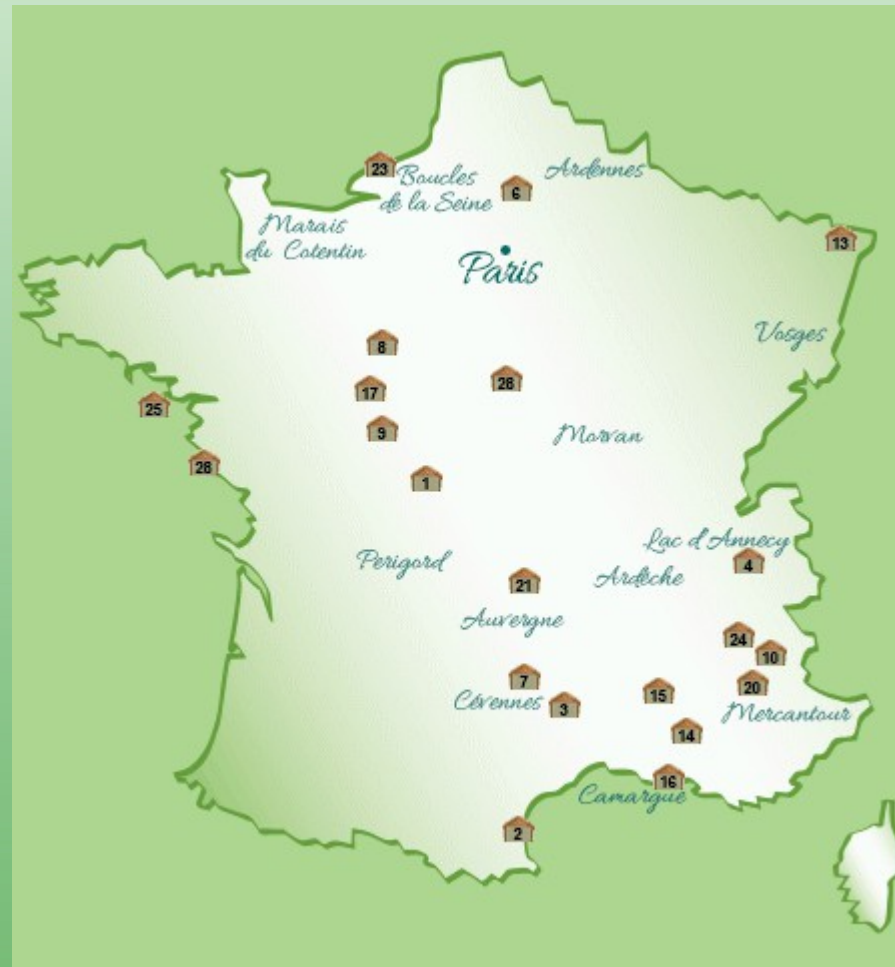 23
Boucles
de la Seine
6
Ardennes
Marais
du Cotentin
Paris
13
Vosges
8
17
28
25
9
Morvan
26
1
Lac d'Annecy
4
Perigord
21
Ardèche
Auvergne
24
10
7
Cévennes
3
15
20
Mercantour
14
16
Camargue
2